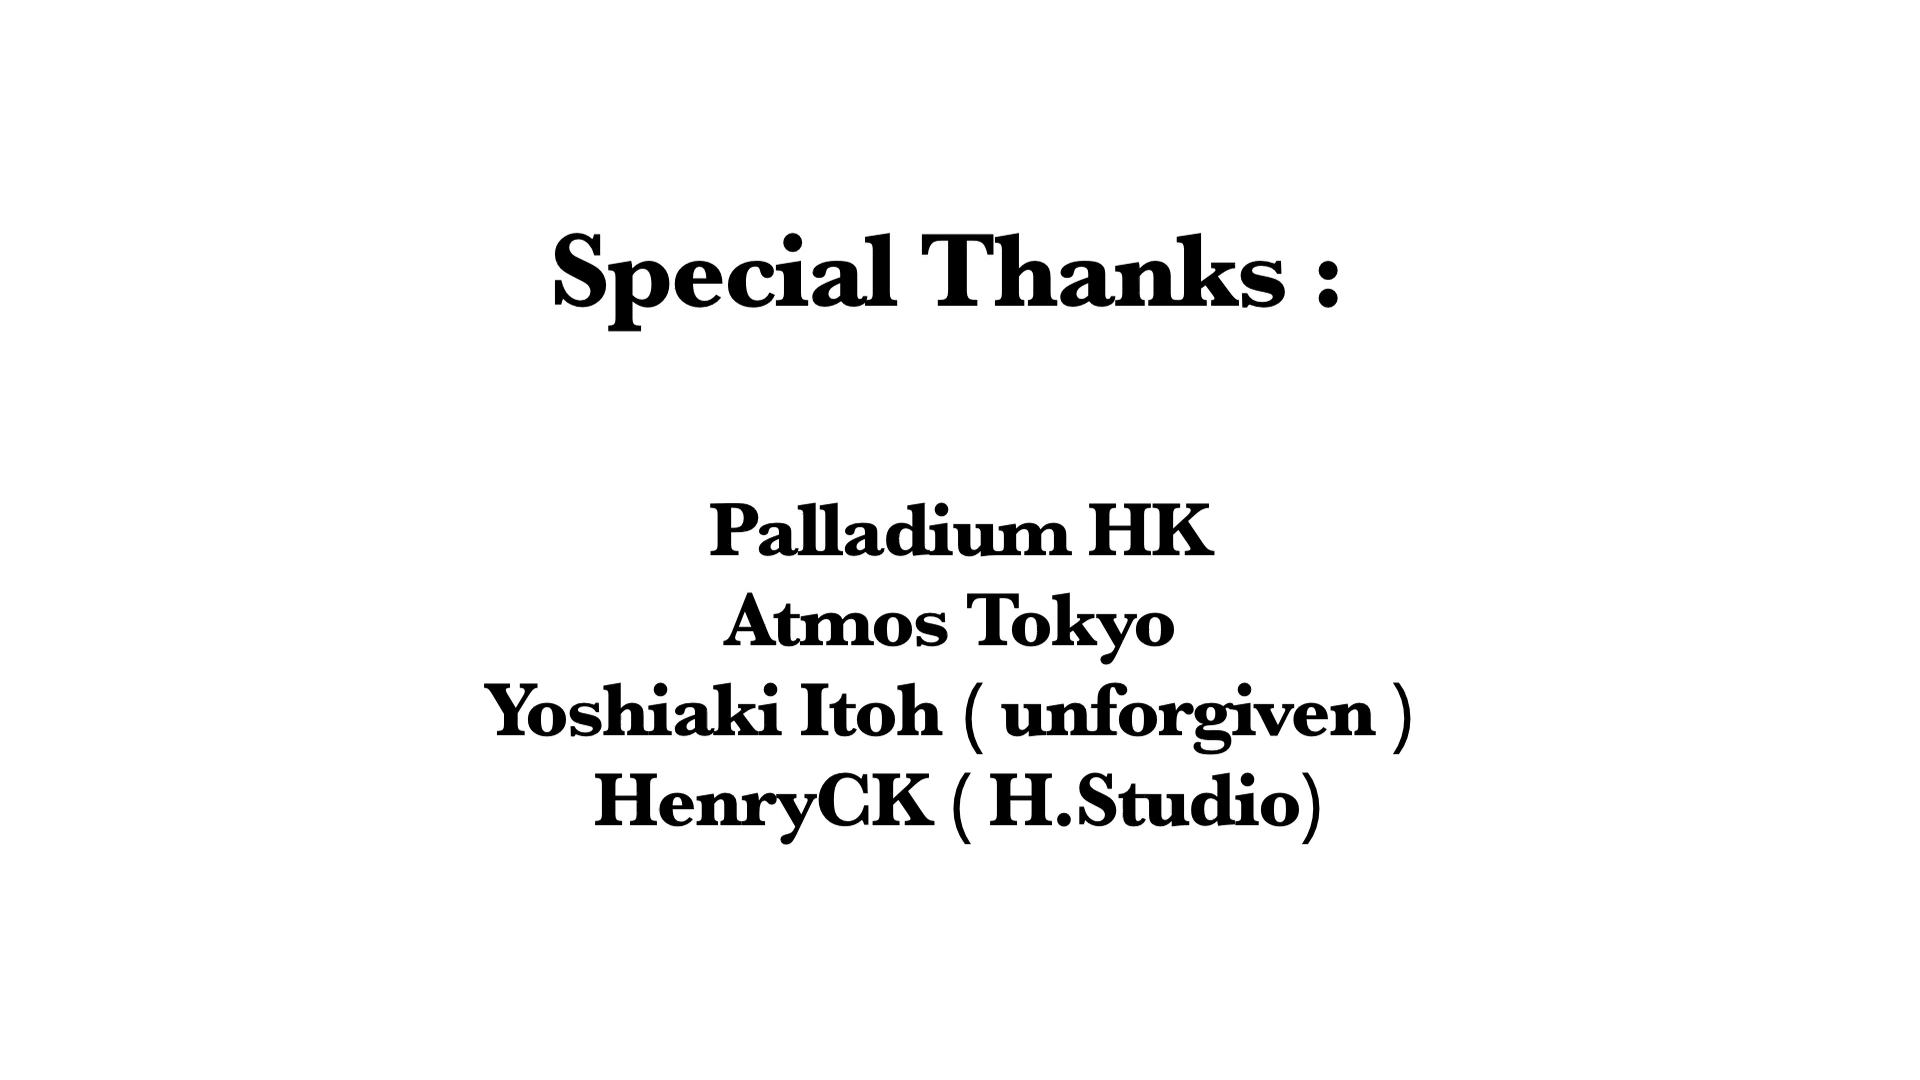 Special Thanks :
Palladium HK
Atmos Tokyo
Yoshiaki Itoh ( unforgiven )
HenryCK ( H.Studio)